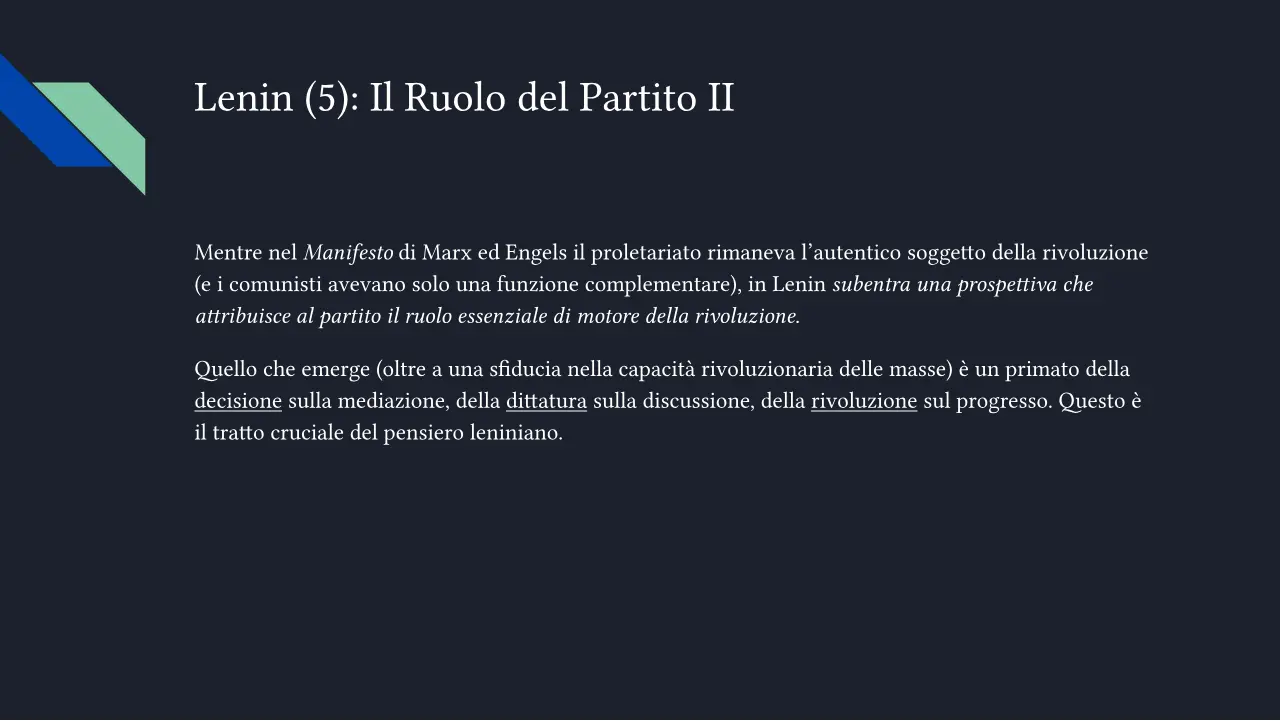 Lenin (5): Il Ruolo del Partito II
Mentre nel Manifesto di Marx ed Engels il proletariato rimaneva l’autentico soggetto della rivoluzione
(e i comunisti avevano solo una funzione complementare), in Lenin subentra una prospettiva che
attribuisce al partito il ruolo essenziale di motore della rivoluzione.
Quello che emerge (oltre a una sfiducia nella capacità rivoluzionaria delle masse) è un primato della
decisione sulla mediazione, della dittatura sulla discussione, della rivoluzione sul progresso. Questo è
il tratto cruciale del pensiero leniniano.